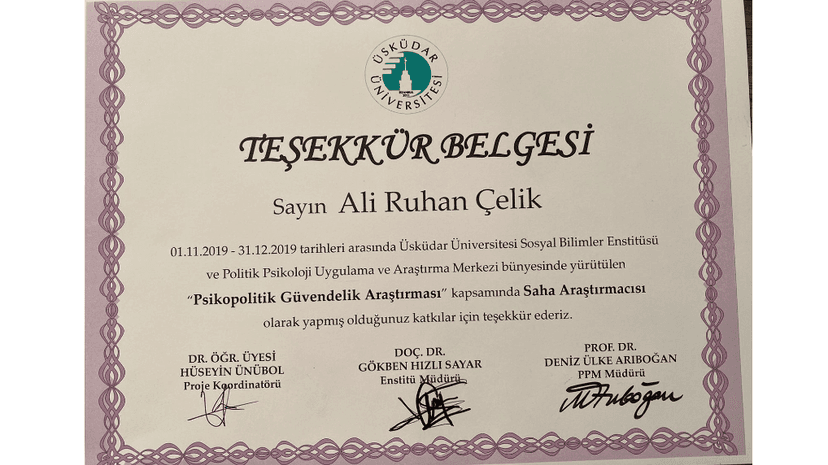 ÜSKÜDAR
ÜNİVERSİTESİ
TEŞEKKÜR BELGESİ
Sayın Ali Ruhan Çelik
01.11.2019 - 31.12.2019 tarihleri arasında Üsküdar Üniversitesi Sosyal Bilimler Enstitüsü
ve Politik Psikoloji Uygulama ve Araştırma Merkezi bünyesinde yürütülen
“Psikopolitik Güvendelik Araştırması” kapsamında Saha Araştırmacısı
olarak yapmış olduğunuz katkılar için teşekkür ederiz.
DR. ÖĞR. ÜYESİ
HÜSEYİN ÜNÜBOL
Proje Koordinatörü
DOÇ. DR.
GÖKBEN HIZLI SAYAR
Enstitü Müdürü
PROF. DR.
DENİZ ÜLKE ARIBOĞAN
PPM Müdürü